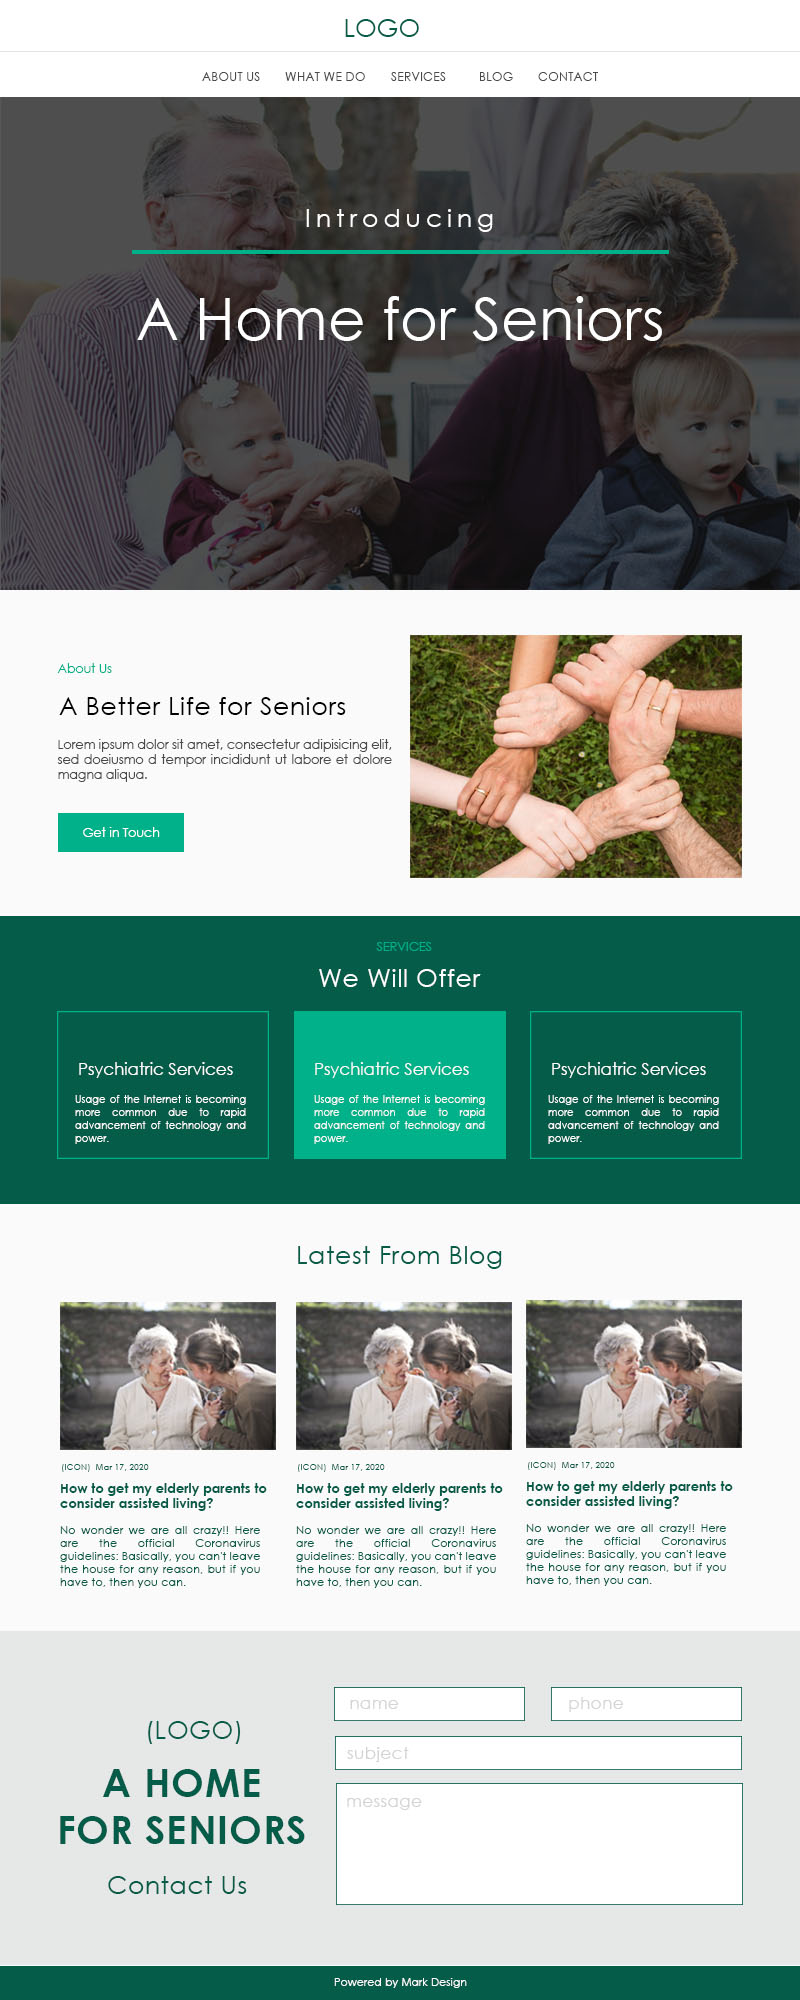 LOGO
ABOUT US WHAT WE DO SERVICES BLOG CONTACT
Introducing
A Home for Seniors
About Us
A Better Life for Seniors
Lorem ipsum dolor sit amet, consectetur adipisicing elit,
sed doeiusmo d tempor incididunt ut labore et dolore
magna aliqua.
Get in Touch
SERVICES
We Will Offer
Psychiatric Services
Usage of the Internet is becoming
more common due to rapid
advancement of technology and
power.
Psychiatric Services
Usage of the Internet is becoming
more common due to rapid
advancement of technology and
power.
Psychiatric Services
Usage of the Internet is becoming
more common due to rapid
advancement of technology and
power.
Latest From Blog
(ICON) Mar 17, 2020
How to get my elderly parents to
consider assisted living?
No wonder we are all crazy!! Here
are the official Coronavirus
guidelines: Basically, you can't leave
the house for any reason, but if you
have to, then you can.
(ICON) Mar 17, 2020
How to get my elderly parents to
consider assisted living?
No wonder we are all crazy!! Here
are the official Coronavirus
guidelines: Basically, you can't leave
the house for any reason, but if you
have to, then you can.
(ICON) Mar 17, 2020
How to get my elderly parents to
consider assisted living?
No wonder we are all crazy!! Here
are the official Coronavirus
guidelines: Basically, you can't leave
the house for any reason, but if you
have to, then you can.
(LOGO)
A HOME
FOR SENIORS
Contact Us
name
phone
subject
message
Powered by Mark Design